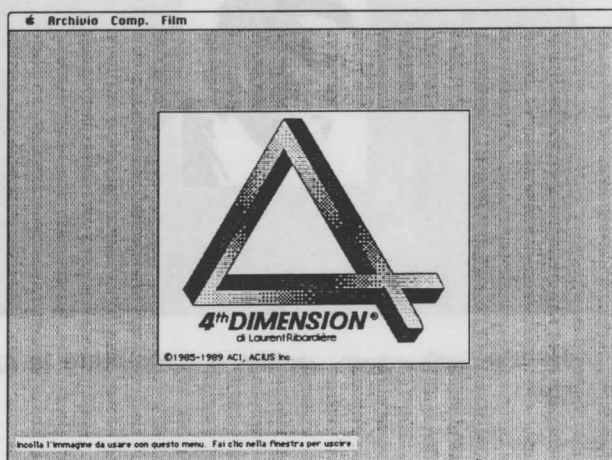 Archivio Comp. Film
4th DIMENSION®
di Laurent Ribardière
©1985-1989 ACI, ACIUS Inc.
Incolla l'immagine da usare con questo menu. Fai clic nella finestra per uscire.